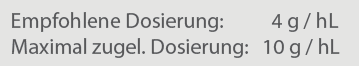 Empfohlene Dosierung: 4 g / hL
Maximal zugel. Dosierung: 10 g / hL